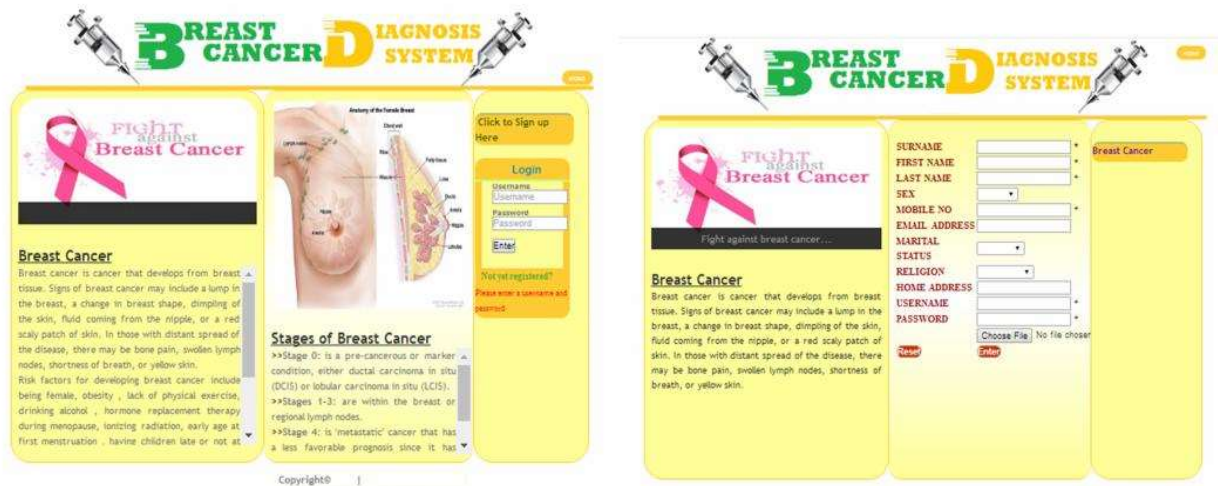 BREAST
CANCER
DIAGNOSIS
SYSTEM
FIGHT
against
Breast Cancer
Breast Cancer
Breast cancer is cancer that develops from breast
tissue. Signs of breast cancer may include a lump in
the breast, a change in breast shape, dimpling of
the skin, fluid coming from the nipple, or a red
scaly patch of skin. In those with distant spread of
the disease, there may be bone pain, swollen lymph
nodes, shortness of breath, or yellow skin.
Risk factors for developing breast cancer include
being female, obesity , lack of physical exercise,
drinking alcohol , hormone replacement therapy
during menopause, ionizing radiation, early age at
first menstruation , having children late or not at
Anatomy of the Female Breast
Chest wall
Fatty tissue
Lobe
Ducts
Areola
Nipple
Lobules
Muscle
Nipple
Areola
Stages of Breast Cancer
>>Stage 0: is a pre-cancerous or marker
condition, either ductal carcinoma in situ
(DCIS) or lobular carcinoma in situ (LCIS).
>>Stages 1-3: are within the breast or
regional lymph nodes.
>>Stage 4: is 'metastatic' cancer that has
a less favorable prognosis since it has
Click to Sign up
Here
Login
Username
Username
Password
Password
Enter
Not yet registered?
Please enter a username and
password
Copyright© |
BREAST
CANCER
DIAGNOSIS
SYSTEM
FIGHT
against
Breast Cancer
Fight against breast cancer...
Breast Cancer
Breast cancer is cancer that develops from breast
tissue. Signs of breast cancer may include a lump in the
breast, a change in breast shape, dimpling of the skin,
fluid coming from the nipple, or a red scaly patch of
skin. In those with distant spread of the disease, there
may be bone pain, swollen lymph nodes, shortness of
breath, or yellow skin.
SURNAME *
FIRST NAME *
LAST NAME *
SEX
MOBILE NO *
EMAIL ADDRESS
MARITAL
STATUS
RELIGION
HOME ADDRESS
USERNAME *
PASSWORD *
Choose File No file chosen
Reset Enter
Breast Cancer